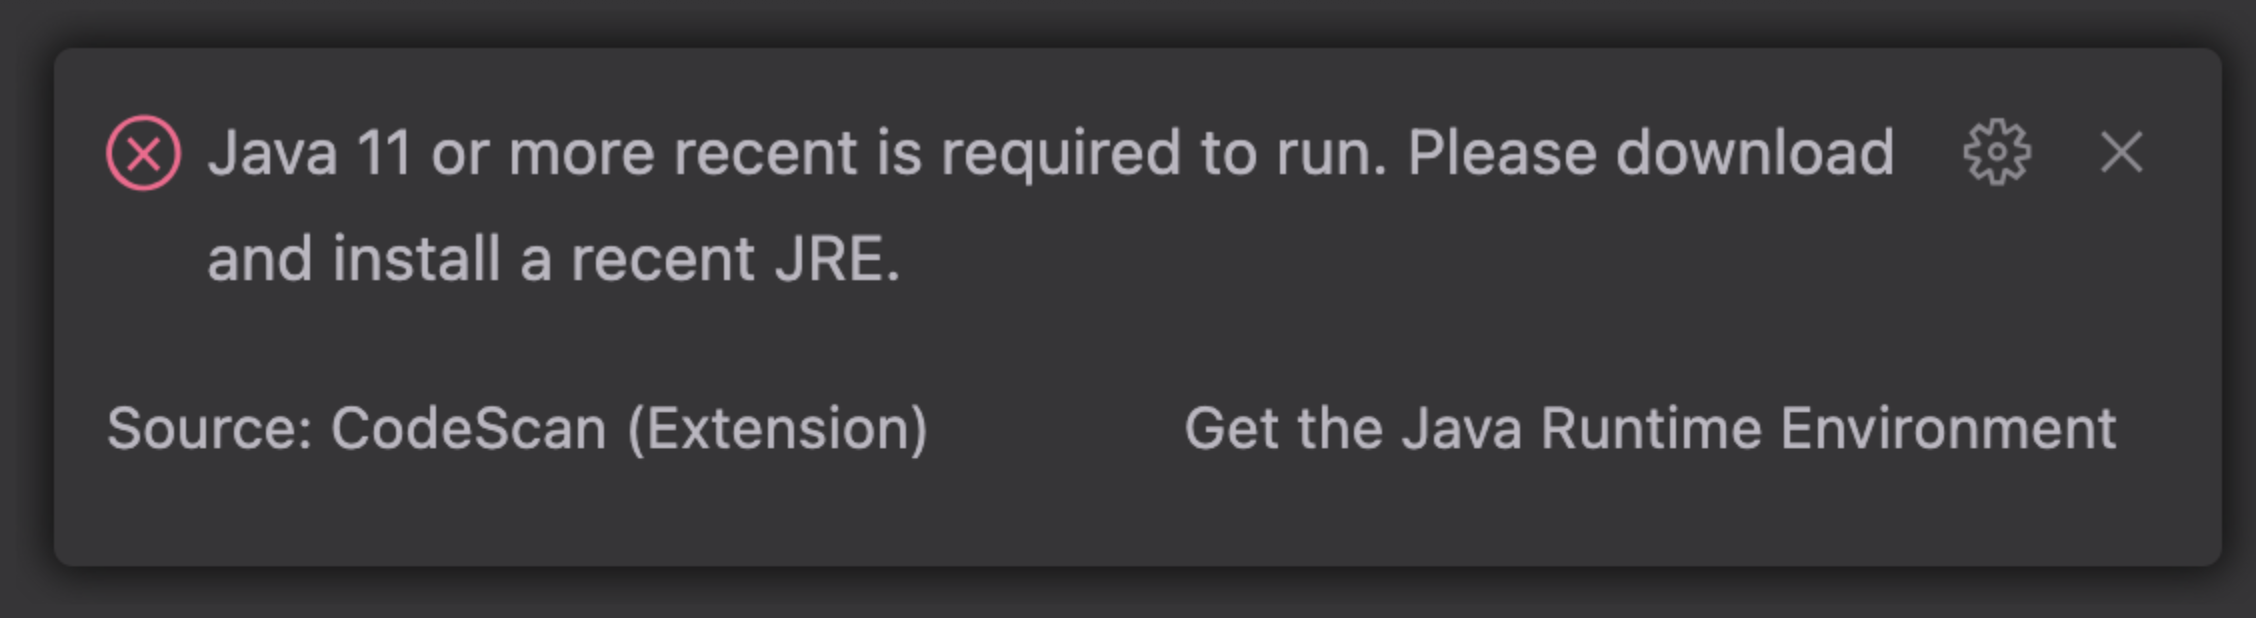 Java 11 or more recent is required to run. Please download
and install a recent JRE.
Source: CodeScan (Extension)
Get the Java Runtime Environment